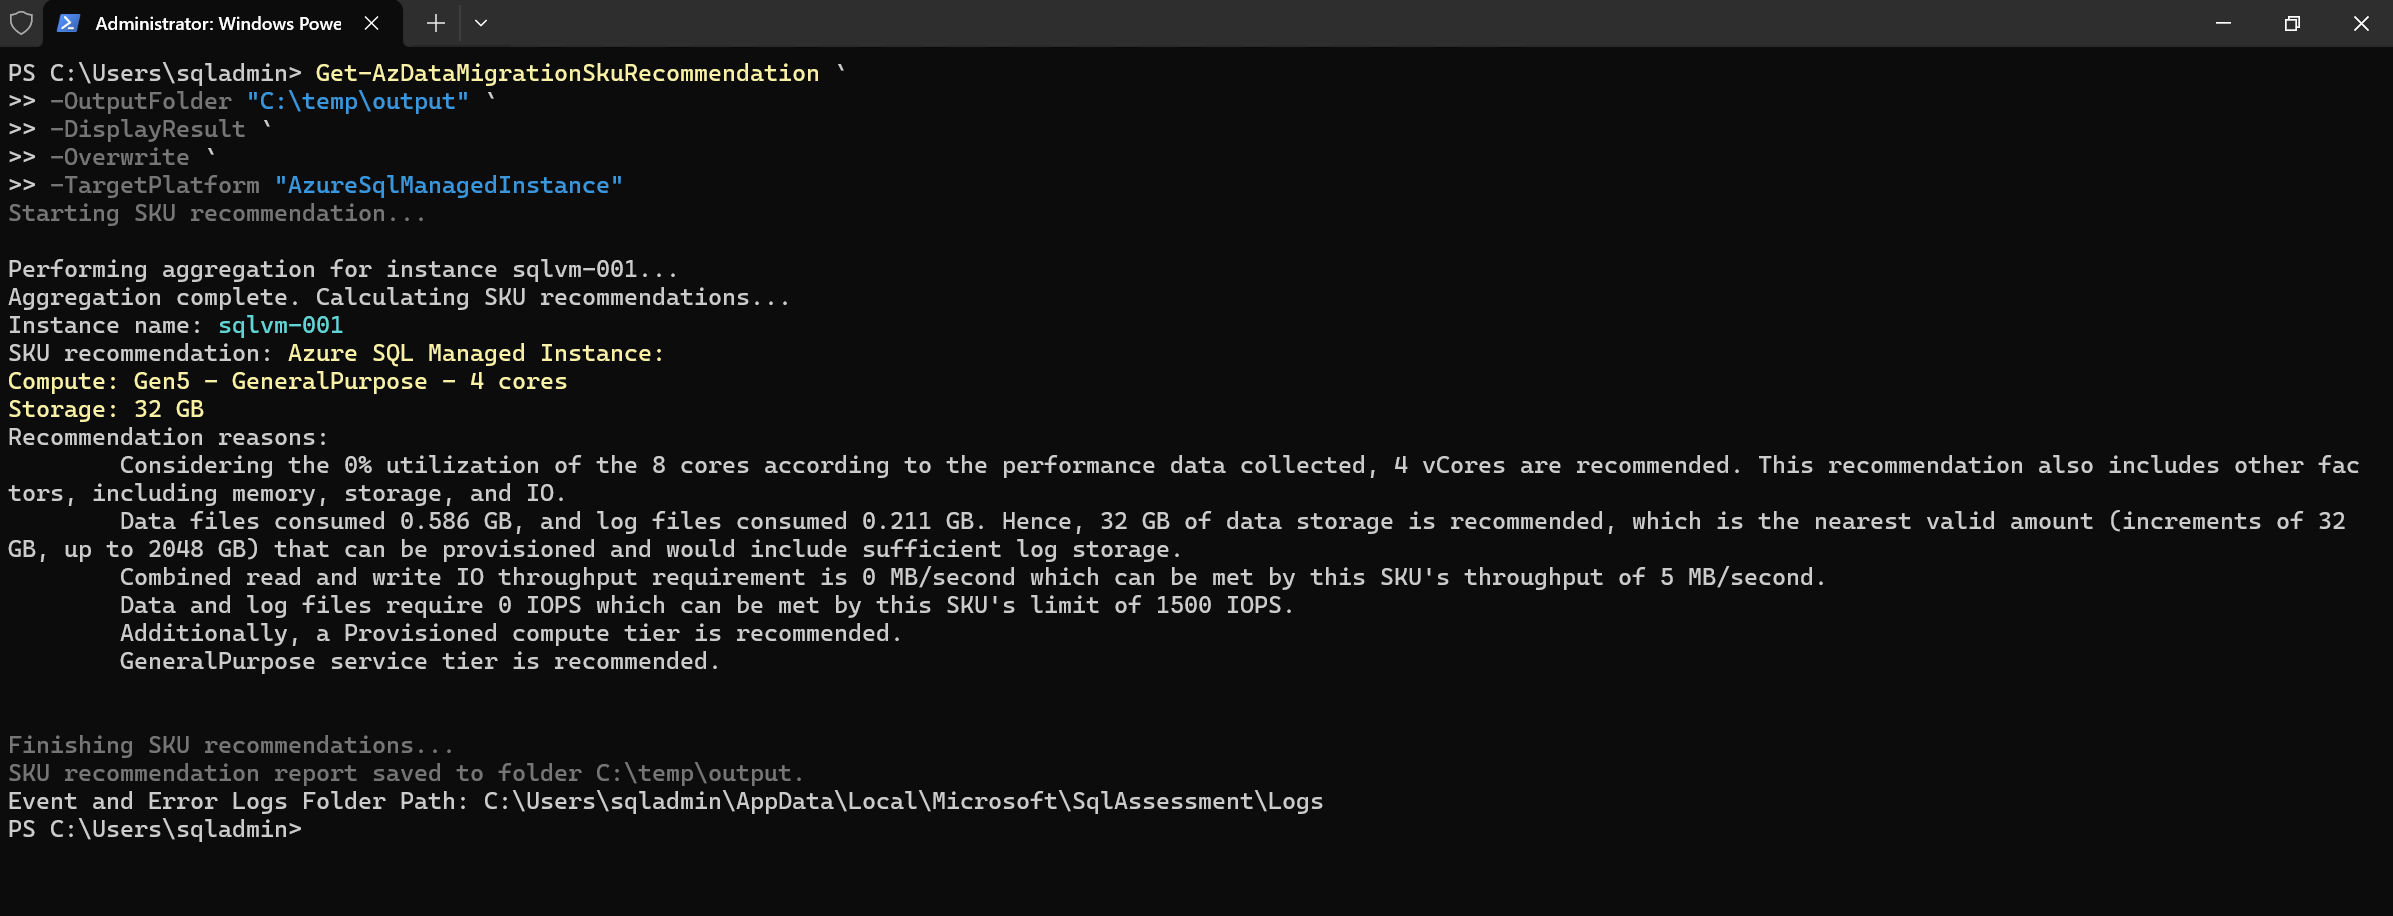 Administrator: Windows Powe
PS C:\Users\sqladmin> Get-AzDataMigrationSkuRecommendation `
>> -OutputFolder "C:\temp\output" `
>> -DisplayResult `
>> -Overwrite `
>> -TargetPlatform "AzureSqlManagedInstance"
Starting SKU recommendation...
Performing aggregation for instance sqlvm-001...
Aggregation complete. Calculating SKU recommendations...
Instance name: sqlvm-001
SKU recommendation: Azure SQL Managed Instance:
Compute: Gen5 - GeneralPurpose - 4 cores
Storage: 32 GB
Recommendation reasons:
Considering the 0% utilization of the 8 cores according to the performance data collected, 4 vCores are recommended. This recommendation also includes other fac
tors, including memory, storage, and IO.
Data files consumed 0.586 GB, and log files consumed 0.211 GB. Hence, 32 GB of data storage is recommended, which is the nearest valid amount (increments of 32
GB, up to 2048 GB) that can be provisioned and would include sufficient log storage.
Combined read and write IO throughput requirement is 0 MB/second which can be met by this SKU's throughput of 5 MB/second.
Data and log files require 0 IOPS which can be met by this SKU's limit of 1500 IOPS.
Additionally, a Provisioned compute tier is recommended.
GeneralPurpose service tier is recommended.
Finishing SKU recommendations...
SKU recommendation report saved to folder C:\temp\output.
Event and Error Logs Folder Path: C:\Users\sqladmin\AppData\Local\Microsoft\SqlAssessment\Logs
PS C:\Users\sqladmin>